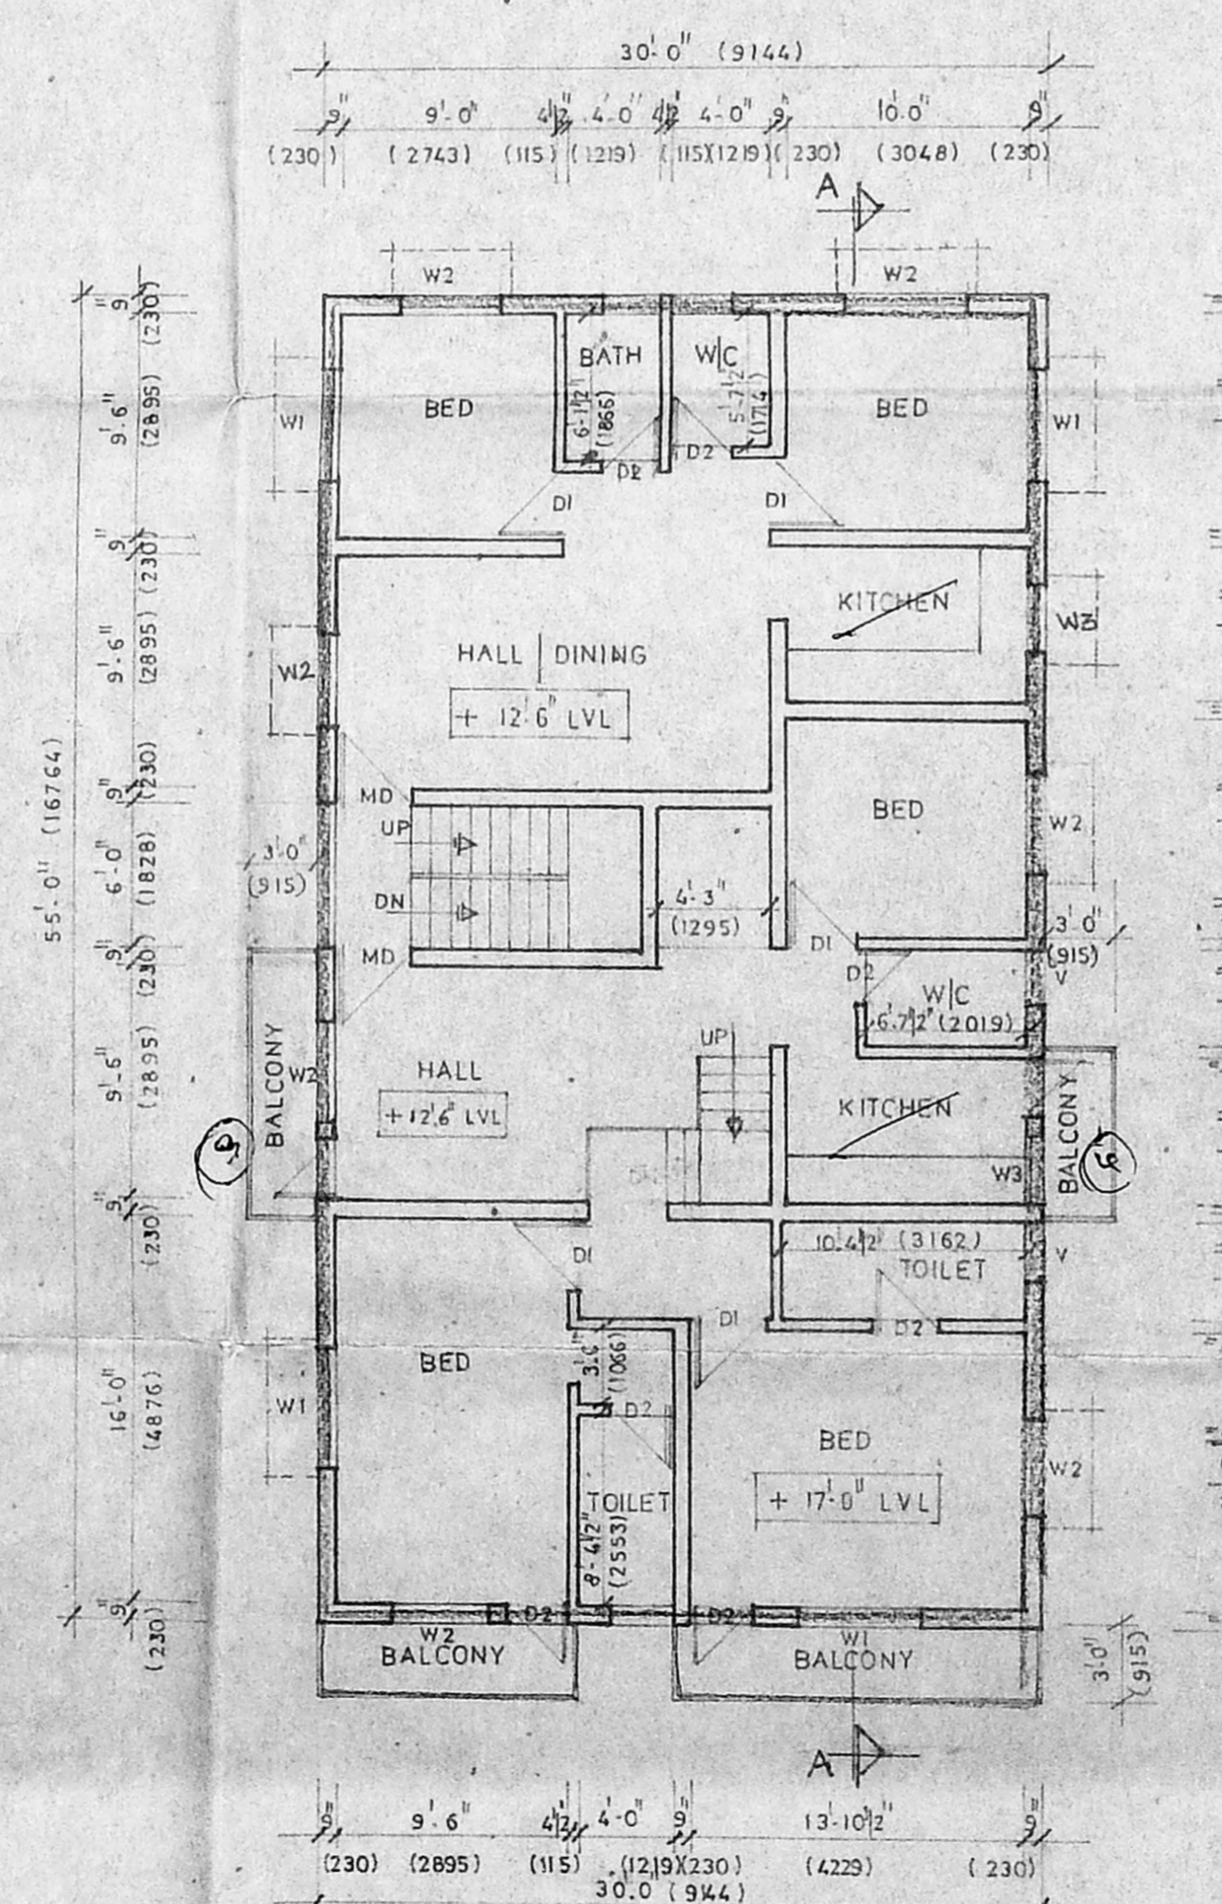 30'-0" (9144)
9" 9'-0" 4½" 4'-0" 4½" 4'-0" 9" 10'-0" 9"
(230) (2743) (115) (1219) (115)(1219)(230) (3048) (230)
A
W2 W2
9" (230)
BATH W/C
BED BED
W1 W1
9'-6" (2895)
6'-1½" (1866)
5'-7½" (1714)
D2 D2
D1 D1
9" (230)
KITCHEN
W3
HALL DINING
+ 12'6" LVL
W2
9'-6" (2895)
55'-0" (16764)
9" (230)
MD
UP
BED
W2
3'-0" (915)
6'-0" (1828)
DN
4'-3" (1295)
3'-0" (915)
D1
MD
9" (230)
D2
V
W/C
6'-7½" (2019)
UP
HALL
W2
BALCONY
9'-6" (2895)
+12'6" LVL
KITCHEN
BALCONY
W3
9" (230)
10'-4½" (3162)
TOILET
V
D1
D1 D2
3'-6" (1066)
BED
W1
16'-0" (4876)
D2
BED
W2
+ 17'-0" LVL
TOILET
8'-4½" (2553)
9" (230)
D2 D2
W2 W1
BALCONY BALCONY
3'-0" (915)
A
9" 9'-6" 4½ 4'-0" 9" 13'-10½" 9"
(230) (2895) (115) (1219)(230) (4229) (230)
30.0 (9144)